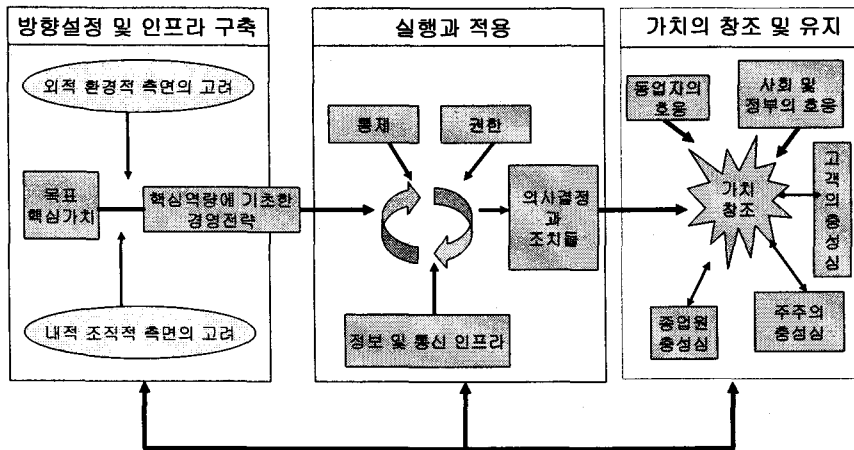 방향설정 및 인프라 구축
외적 환경적 측면의 고려
목표
핵심가치
핵심역량에 기초한
경영전략
내적 조직적 측면의 고려
실행과 적용
통제
권한
의사결정
과
조치들
정보 및 통신 인프라
가치의 창조 및 유지
동업자의
호응
사회 및
정부의 호응
가치
창조
고
객
의
충
성
심
종업원
충성심
주주의
충성심